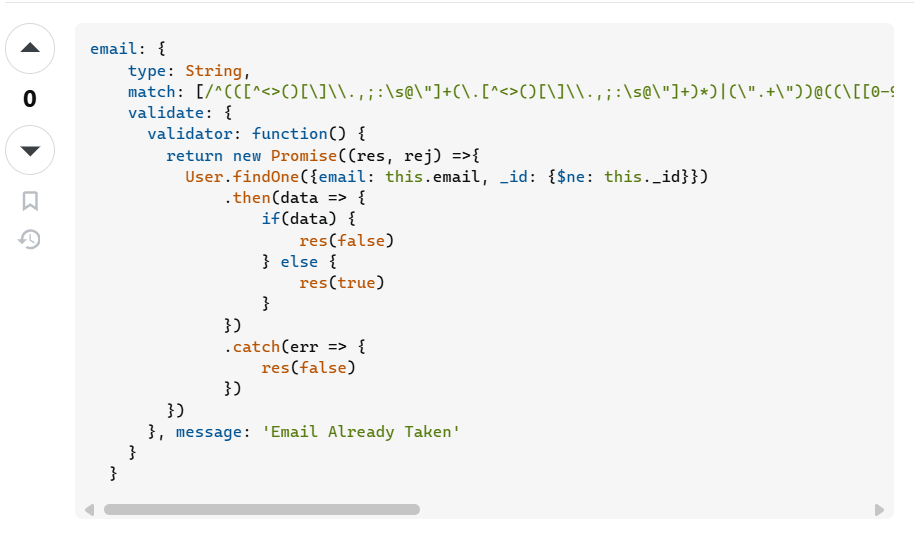 0
email: {
    type: String,
    match: [/^(([^<>()[\]\\.,;:\s@\"]+(\.[^<>()[\]\\.,;:\s@\"]+)*)|(\".+\"))@((\[[0-9
    validate: {
      validator: function() {
        return new Promise((res, rej) =>{
          User.findOne({email: this.email, _id: {$ne: this._id}})
              .then(data => {
                  if(data) {
                      res(false)
                  } else {
                      res(true)
                  }
              })
              .catch(err => {
                  res(false)
              })
        })
      }, message: 'Email Already Taken'
    }
  }